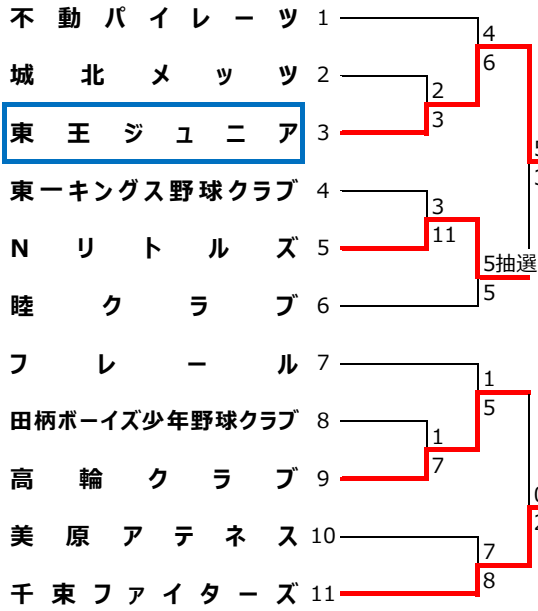 不動パイレーツ 1
4
6
城北メッツ 2
2
3
東王ジュニア 3
5
東一キングス野球クラブ 4
3
11
Nリトルズ 5
5抽選
5
睦クラブ 6
フレール 7
1
5
田柄ボーイズ少年野球クラブ 8
1
7
高輪クラブ 9
0
2
美原アテネス 10
7
8
千束ファイターズ 11